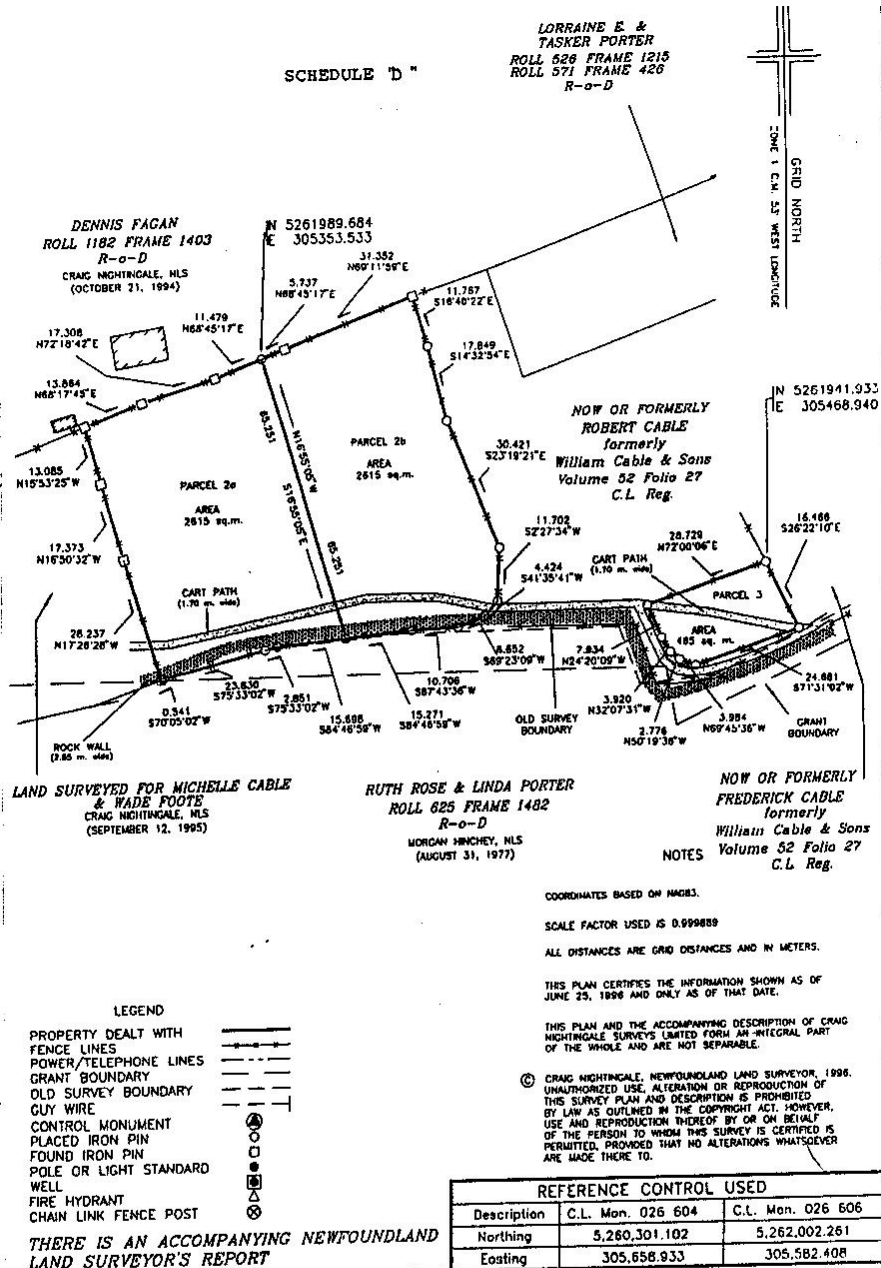 LORRAINE E. &
TASKER PORTER
ROLL 526 FRAME 1215
ROLL 571 FRAME 426
R-o-D
SCHEDULE "D"
GRID NORTH
ZONE 1 C.M. 53° WEST LONGITUDE
DENNIS FAGAN
ROLL 1182 FRAME 1403
R-o-D
CRAIG NIGHTINGALE, NLS
(OCTOBER 21, 1994)
N 5261989.684
E 305353.533
31.352
N69°11'59"E
5.737
N68°45'17"E
11.479
N68°45'17"E
17.308
N72°18'42"E
13.864
N68°17'45"E
11.767
S16°40'22"E
17.849
S14°32'54"E
N 5261941.933
E 305468.940
NOW OR FORMERLY
ROBERT CABLE
formerly
William Cable & Sons
Volume 52 Folio 27
C.L. Reg.
13.085
N15°53'25"W
PARCEL 2a
AREA
2615 sq.m.
65.251
S16°55'05"E
N16°55'05"W
65.251
PARCEL 2b
AREA
2615 sq.m.
30.421
S23°19'21"E
17.373
N16°50'32"W
11.702
S2°27'34"W
4.424
S41°35'41"W
28.729
N72°00'06"E
16.466
S26°22'10"E
CART PATH
(1.70 m. wide)
CART PATH
(1.70 m. wide)
PARCEL 3
AREA
485 sq. m.
26.237
N17°28'28"W
0.341
S70°05'02"W
S75°33'02"W
2.851
S75°33'02"W
15.698
S84°46'59"W
15.271
S84°46'59"W
10.706
S87°43'36"W
S89°23'09"W
7.934
N24°20'09"W
3.920
N32°07'31"W
2.776
N50°19'36"W
3.984
N69°45'36"W
24.681
S71°31'02"W
ROCK WALL
(2.85 m. wide)
OLD SURVEY
BOUNDARY
GRANT
BOUNDARY
LAND SURVEYED FOR MICHELLE CABLE
& WADE FOOTE
CRAIG NIGHTINGALE, NLS
(SEPTEMBER 12, 1995)
RUTH ROSE & LINDA PORTER
ROLL 625 FRAME 1482
R-o-D
MORGAN HINCHEY, NLS
(AUGUST 31, 1977)
NOW OR FORMERLY
FREDERICK CABLE
formerly
William Cable & Sons
Volume 52 Folio 27
C.L. Reg.
NOTES
COORDINATES BASED ON NAD83.
SCALE FACTOR USED IS 0.999889
ALL DISTANCES ARE GRID DISTANCES AND IN METERS.
THIS PLAN CERTIFIES THE INFORMATION SHOWN AS OF
JUNE 25, 1996 AND ONLY AS OF THAT DATE.
THIS PLAN AND THE ACCOMPANYING DESCRIPTION OF CRAIG
NIGHTINGALE SURVEYS LIMITED FORM AN INTEGRAL PART
OF THE WHOLE AND ARE NOT SEPARABLE.
© CRAIG NIGHTINGALE, NEWFOUNDLAND LAND SURVEYOR, 1996.
UNAUTHORIZED USE, ALTERATION OR REPRODUCTION OF
THIS SURVEY PLAN AND DESCRIPTION IS PROHIBITED
BY LAW AS OUTLINED IN THE COPYRIGHT ACT. HOWEVER,
USE AND REPRODUCTION THEREOF BY OR ON BEHALF
OF THE PERSON TO WHOM THIS SURVEY IS CERTIFIED IS
PERMITTED, PROVIDED THAT NO ALTERATIONS WHATSOEVER
ARE MADE THERE TO.
LEGEND
PROPERTY DEALT WITH
FENCE LINES
POWER/TELEPHONE LINES
GRANT BOUNDARY
OLD SURVEY BOUNDARY
GUY WIRE
CONTROL MONUMENT
PLACED IRON PIN
FOUND IRON PIN
POLE OR LIGHT STANDARD
WELL
FIRE HYDRANT
CHAIN LINK FENCE POST
THERE IS AN ACCOMPANYING NEWFOUNDLAND
LAND SURVEYOR'S REPORT
REFERENCE CONTROL USED
Description C.L. Mon. 026 604 C.L. Mon. 026 606
Northing 5,260,301.102 5,262,002.261
Easting 305,658.933 305,582.408